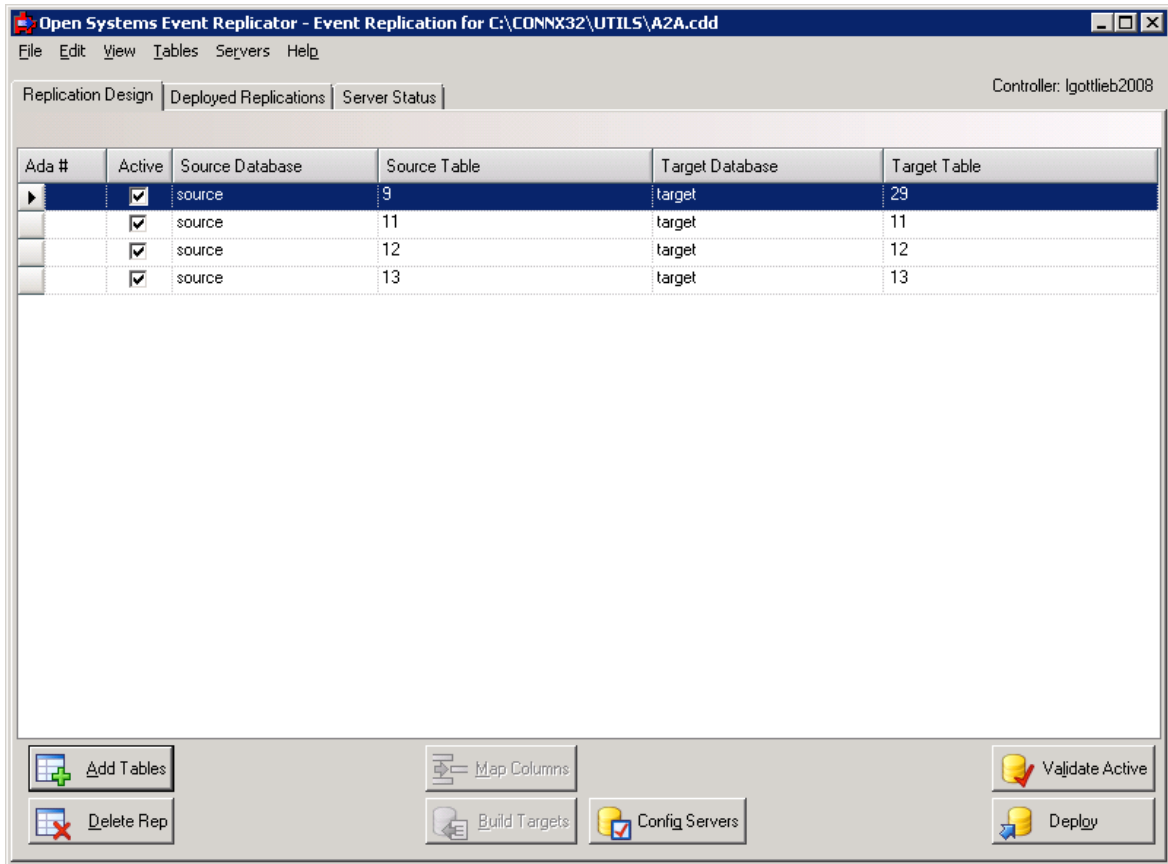 Open Systems Event Replicator - Event Replication for C:\CONNX32\UTILS\A2A.cdd
File Edit View Tables Servers Help
Replication Design Deployed Replications Server Status Controller: lgottlieb2008
Ada # Active Source Database Source Table Target Database Target Table
source 9 target 29
source 11 target 11
source 12 target 12
source 13 target 13
Add Tables Map Columns Validate Active
Delete Rep Build Targets Config Servers Deploy